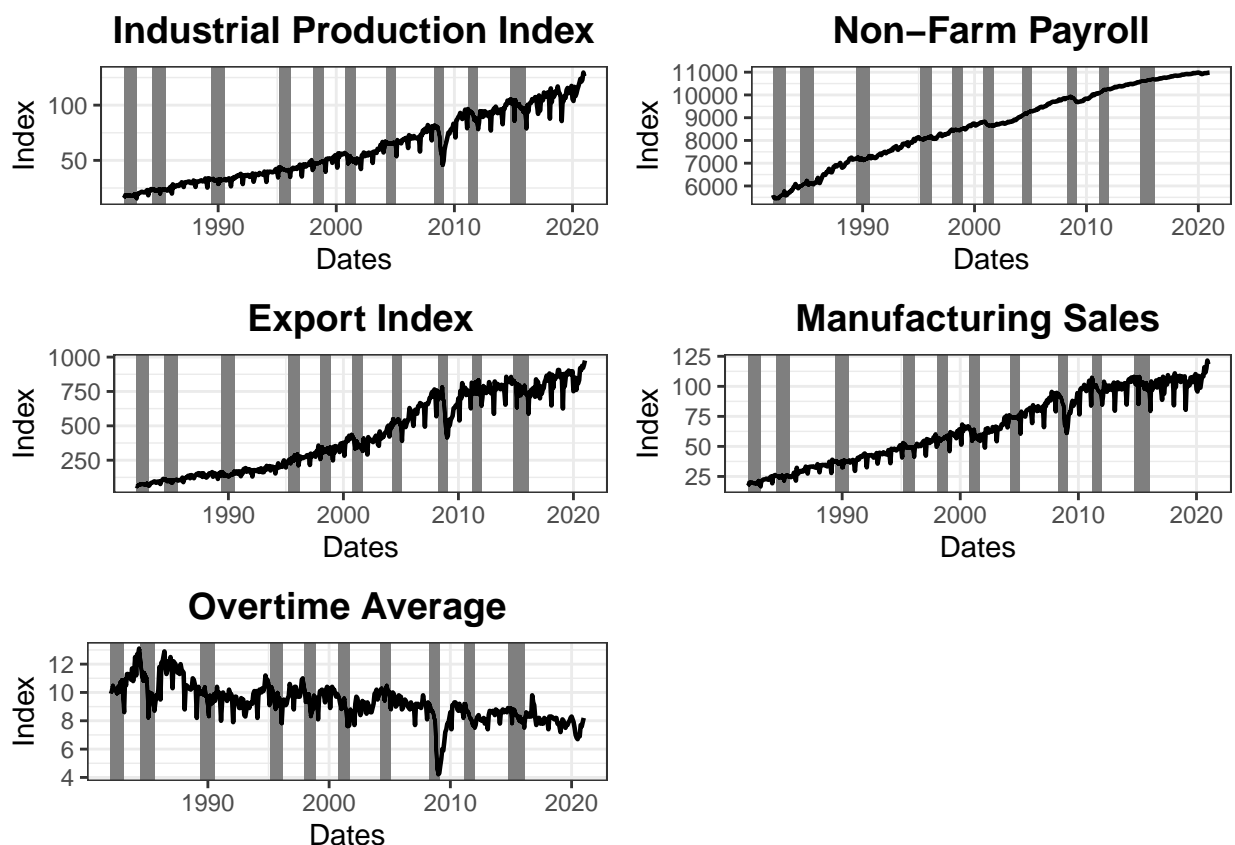 Industrial Production Index
Index
100
50
1990 2000 2010 2020
Dates
Non−Farm Payroll
Index
11000
10000
9000
8000
7000
6000
1990 2000 2010 2020
Dates
Export Index
Index
1000
750
500
250
1990 2000 2010 2020
Dates
Manufacturing Sales
Index
125
100
75
50
25
1990 2000 2010 2020
Dates
Overtime Average
Index
12
10
8
6
4
1990 2000 2010 2020
Dates